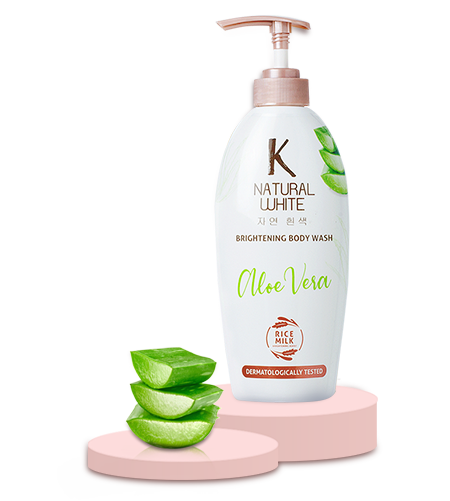 K
NATURAL
WHITE
자연 흰색
BRIGHTENING BODY WASH
Aloe Vera
RICE
MILK
DERMATOLOGICALLY TESTED